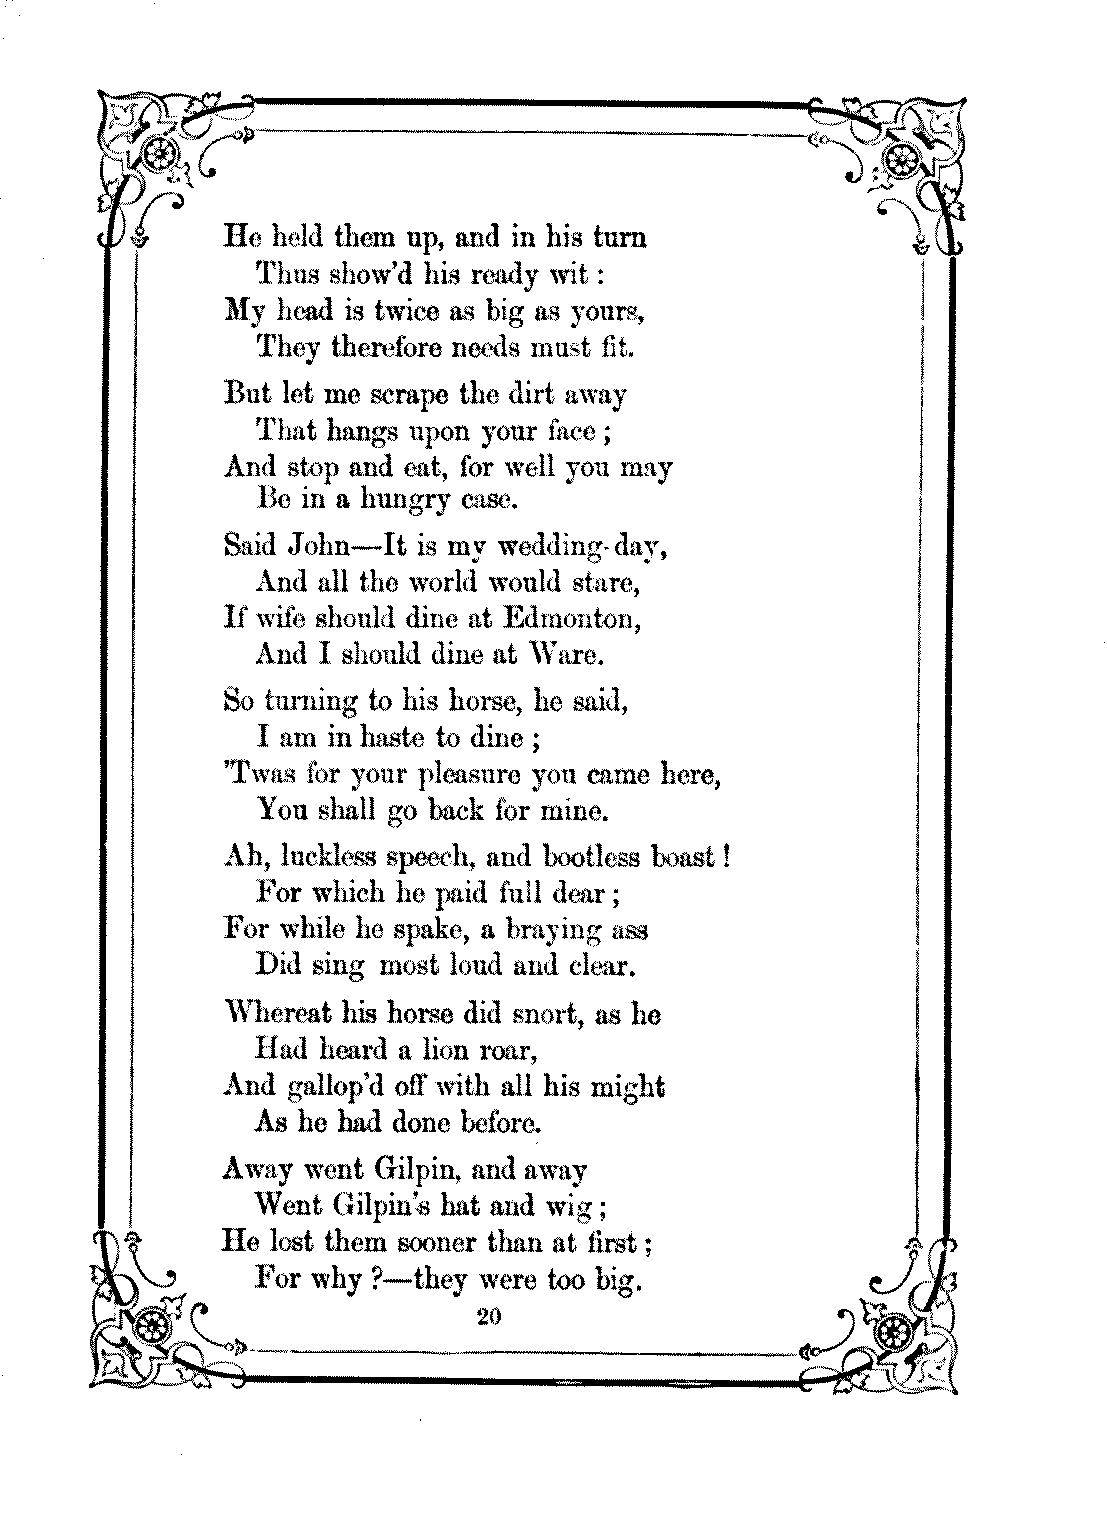 He held them up, and in his turn
Thus show'd his ready wit :
My head is twice as big as yours,
They therefore needs must fit.
But let me scrape the dirt away
That hangs upon your face ;
And stop and eat, for well you may
Be in a hungry case.
Said John—It is my wedding-day,
And all the world would stare,
If wife should dine at Edmonton,
And I should dine at Ware.
So turning to his horse, he said,
I am in haste to dine ;
'Twas for your pleasure you came here,
You shall go back for mine.
Ah, luckless speech, and bootless boast !
For which he paid full dear ;
For while he spake, a braying ass
Did sing most loud and clear.
Whereat his horse did snort, as he
Had heard a lion roar,
And gallop'd off with all his might
As he had done before.
Away went Gilpin, and away
Went Gilpin's hat and wig ;
He lost them sooner than at first ;
For why ?—they were too big.
20